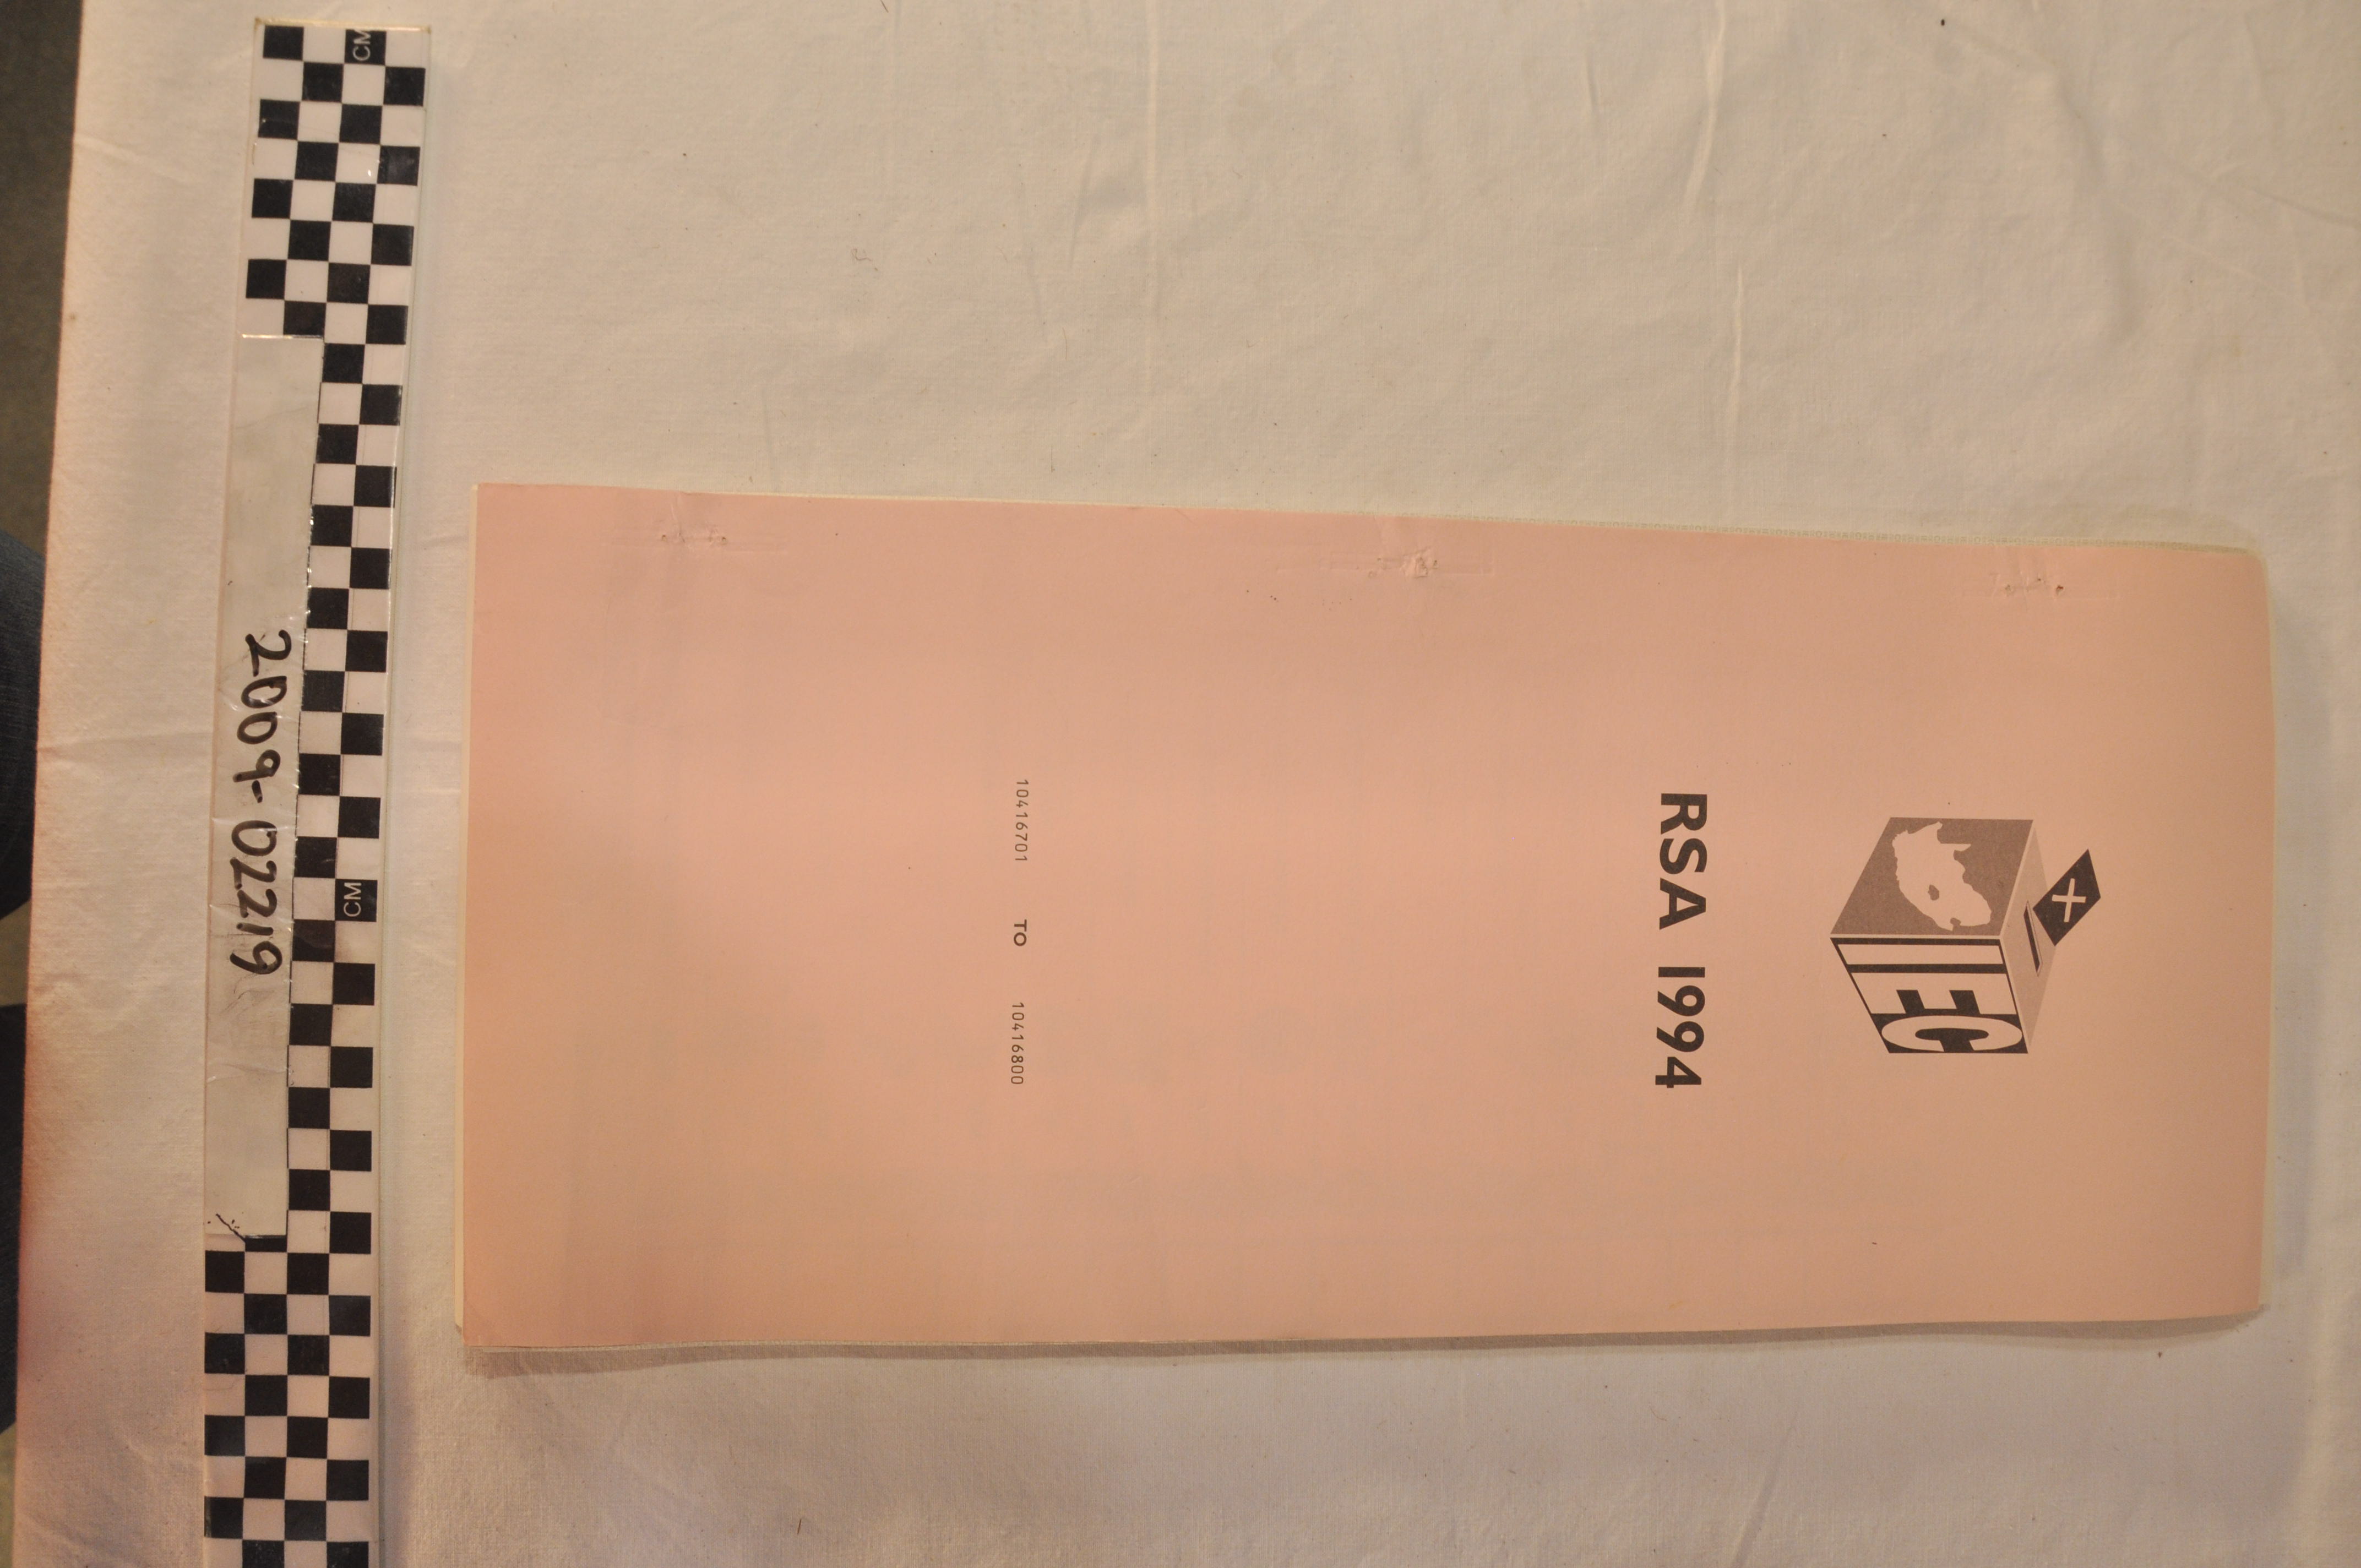 IEC
RSA 1994
10416701 TO 10416800
CM
2009-02219
CM